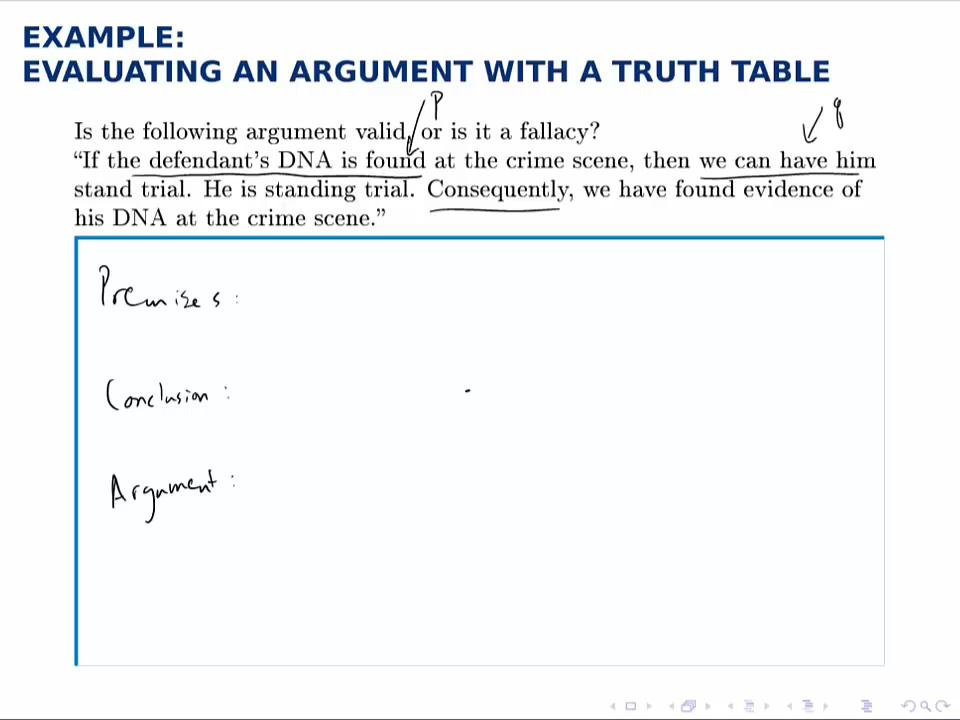 EXAMPLE:
EVALUATING AN ARGUMENT WITH A TRUTH TABLE
P
q
Is the following argument valid, or is it a fallacy?
“If the defendant’s DNA is found at the crime scene, then we can have him
stand trial. He is standing trial. Consequently, we have found evidence of
his DNA at the crime scene.”
Premises:
Conclusion:
Argument: